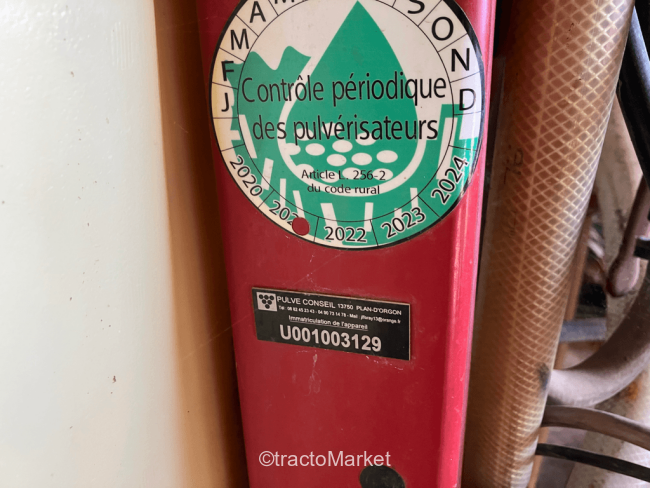 J F M A M S O N D
Contrôle périodique
des pulvérisateurs
Article L. 256-2
du code rural
2020 202 2022 2023 2024
PULVE CONSEIL 13750 PLAN-D'ORGON
Immatriculation de l'appareil
U001003129
©tractoMarket